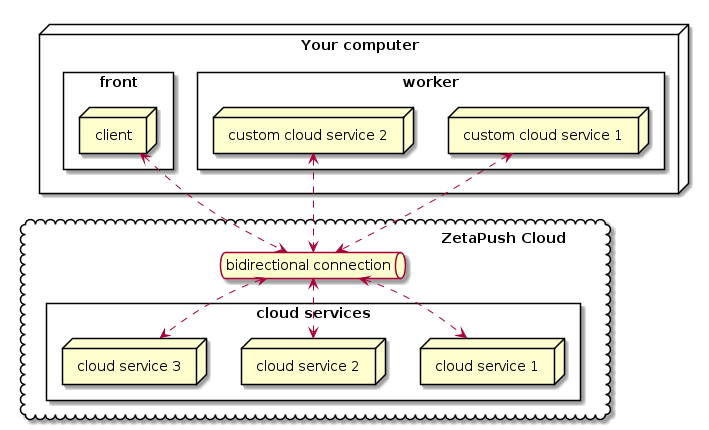 Your computer
front
worker
client
custom cloud service 2
custom cloud service 1
ZetaPush Cloud
bidirectional connection
cloud services
cloud service 3
cloud service 2
cloud service 1